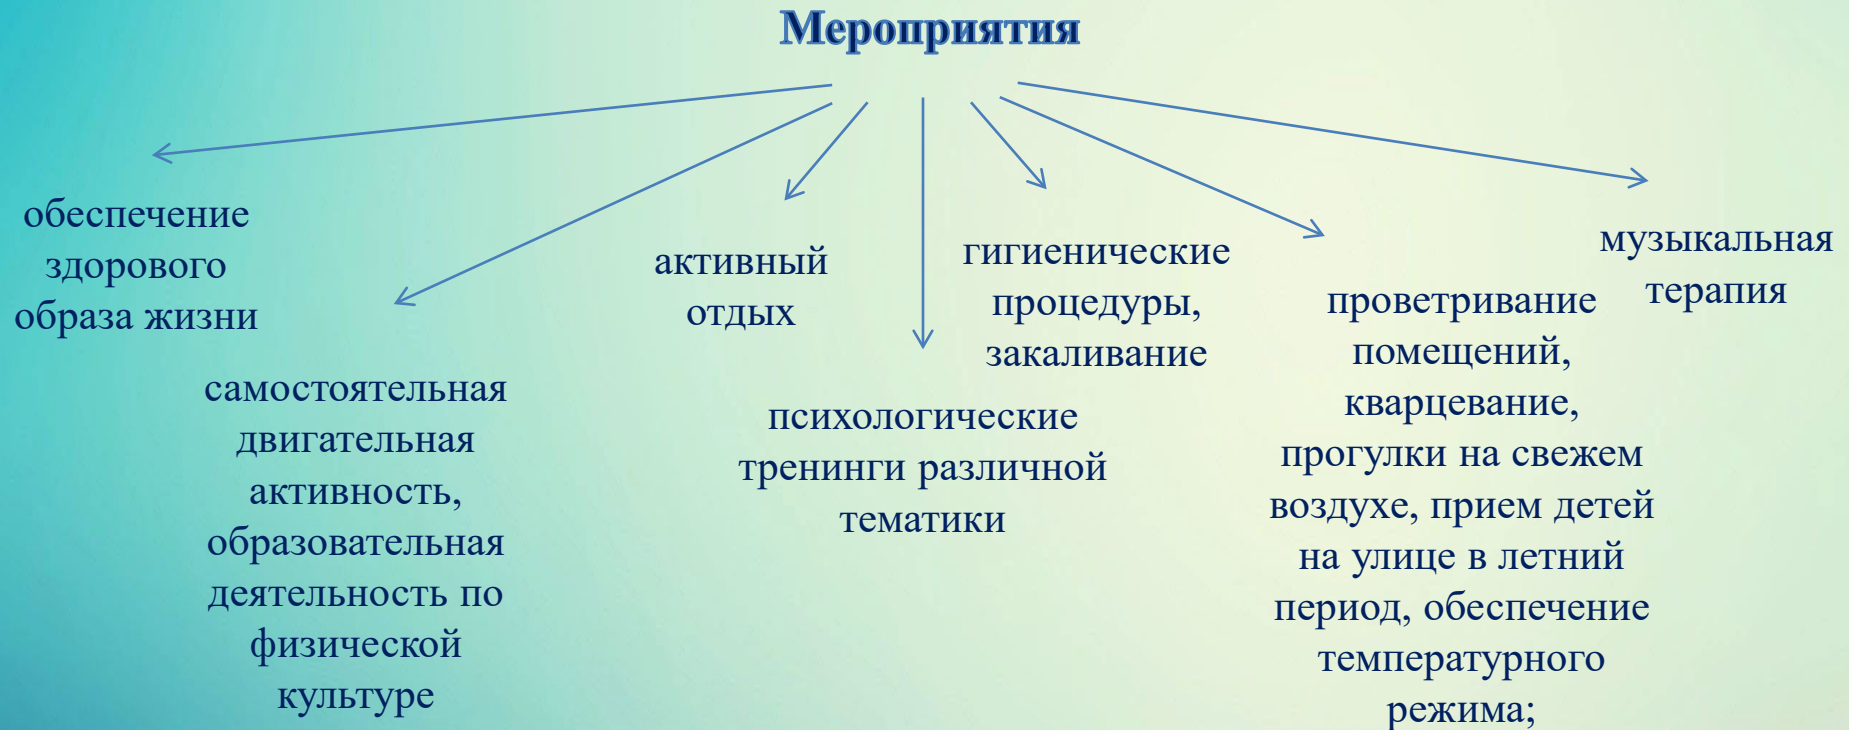 Мероприятия
обеспечение
здорового
образа жизни
самостоятельная
двигательная
активность,
образовательная
деятельность по
физической
культуре
активный
отдых
психологические
тренинги различной
тематики
гигиенические
процедуры,
закаливание
проветривание
помещений,
кварцевание,
прогулки на свежем
воздухе, прием детей
на улице в летний
период, обеспечение
температурного
режима;
музыкальная
терапия